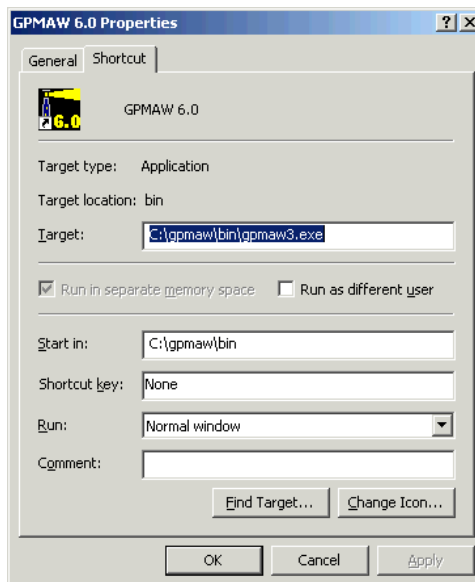 GPMAW 6.0 Properties
General Shortcut
6.0 GPMAW 6.0
Target type: Application
Target location: bin
Target: C:\gpmaw\bin\gpmaw3.exe
Run in separate memory space Run as different user
Start in: C:\gpmaw\bin
Shortcut key: None
Run: Normal window
Comment:
Find Target... Change Icon...
OK Cancel Apply